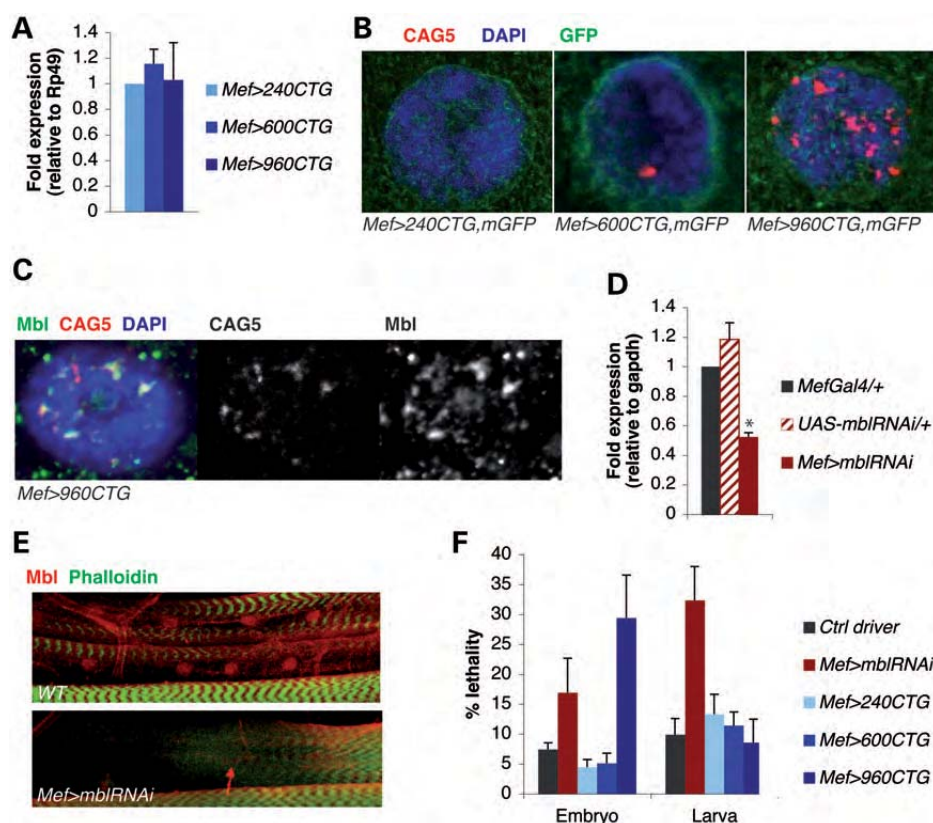 A
Fold expression
(relative to Rp49)
1.4
1.2
1
0.8
0.6
0.4
0.2
0
Mef>240CTG
Mef>600CTG
Mef>960CTG
B
CAG5 DAPI GFP
Mef>240CTG,mGFP
Mef>600CTG,mGFP
Mef>960CTG,mGFP
C
Mbl CAG5 DAPI
CAG5
Mbl
Mef>960CTG
D
Fold expression
(relative to gapdh)
1.4
1.2
1
0.8
0.6
0.4
0.2
0
*
MefGal4/+
UAS-mblRNAi/+
Mef>mblRNAi
E
Mbl Phalloidin
WT
Mef>mblRNAi
F
% lethality
40
35
30
25
20
15
10
5
0
Embryo
Larva
Ctrl driver
Mef>mblRNAi
Mef>240CTG
Mef>600CTG
Mef>960CTG